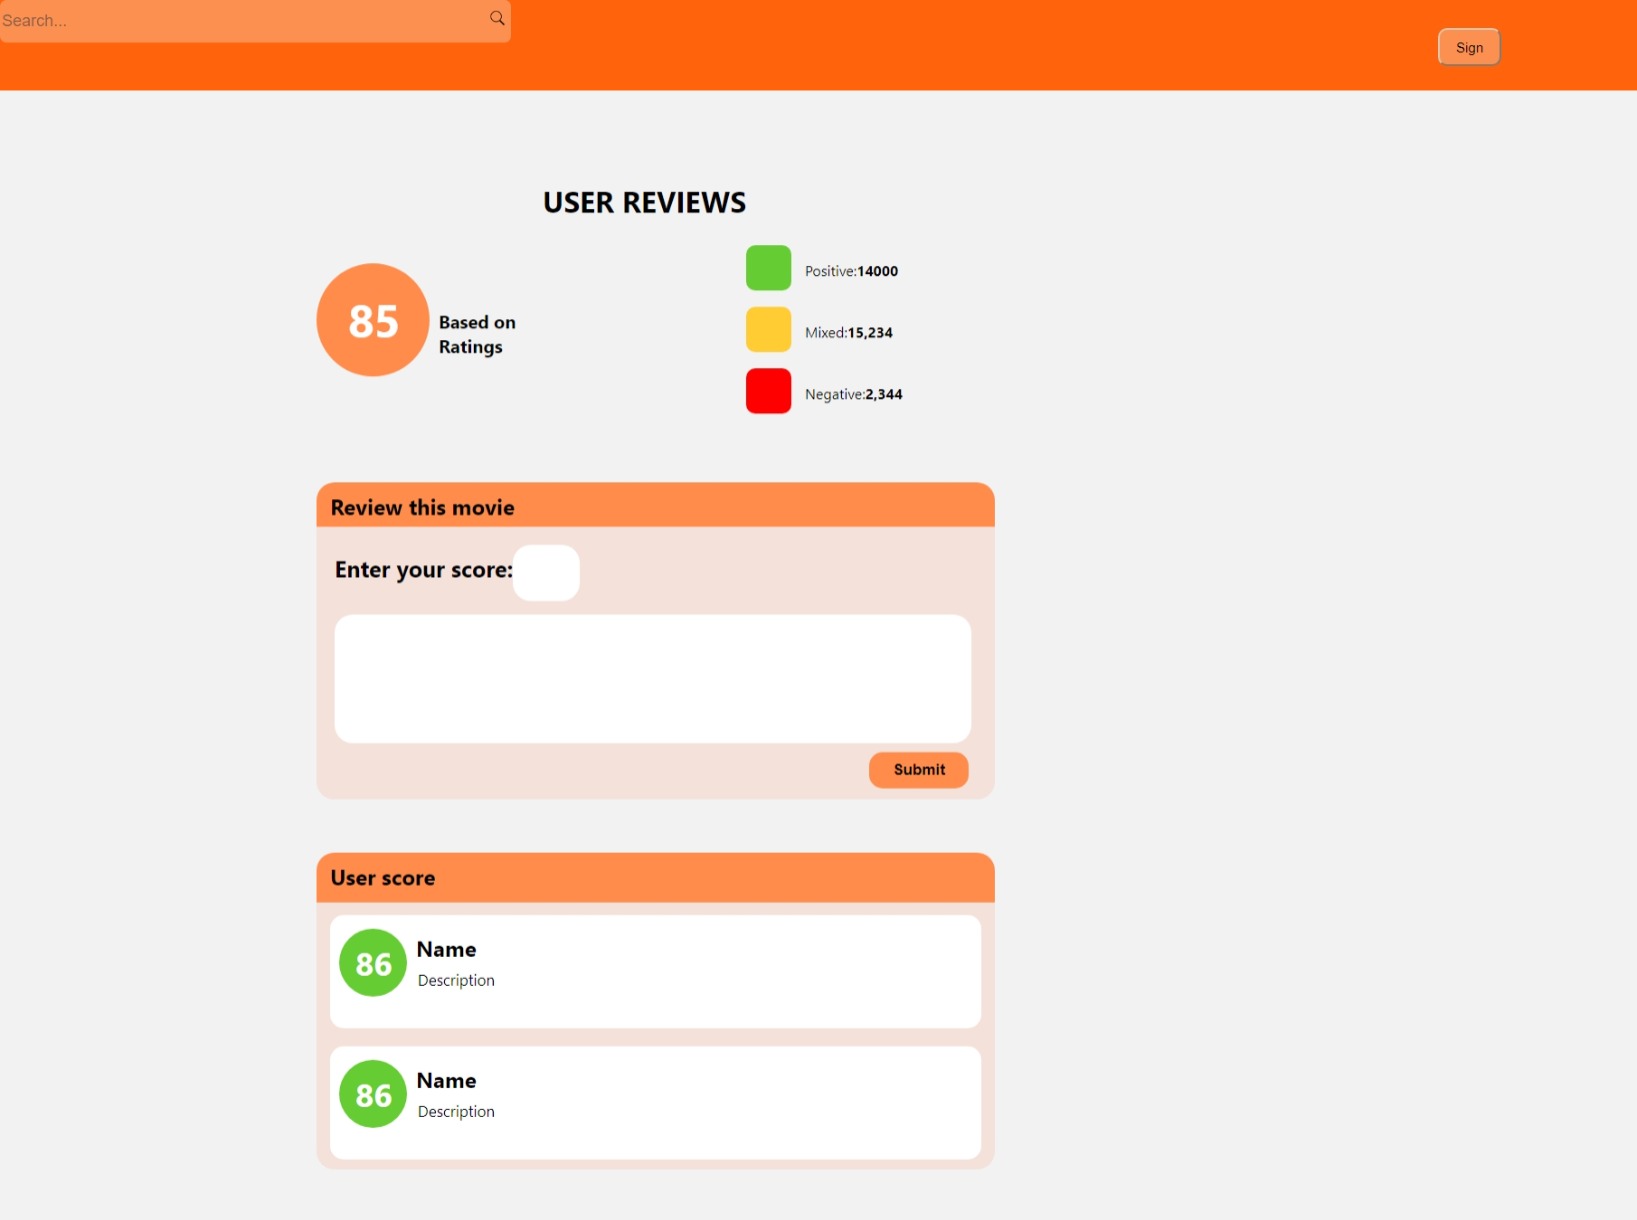 Search...
Sign
USER REVIEWS
85
Based on
Ratings
Positive:14000
Mixed:15,234
Negative:2,344
Review this movie
Enter your score:
Submit
User score
86
Name
Description
86
Name
Description